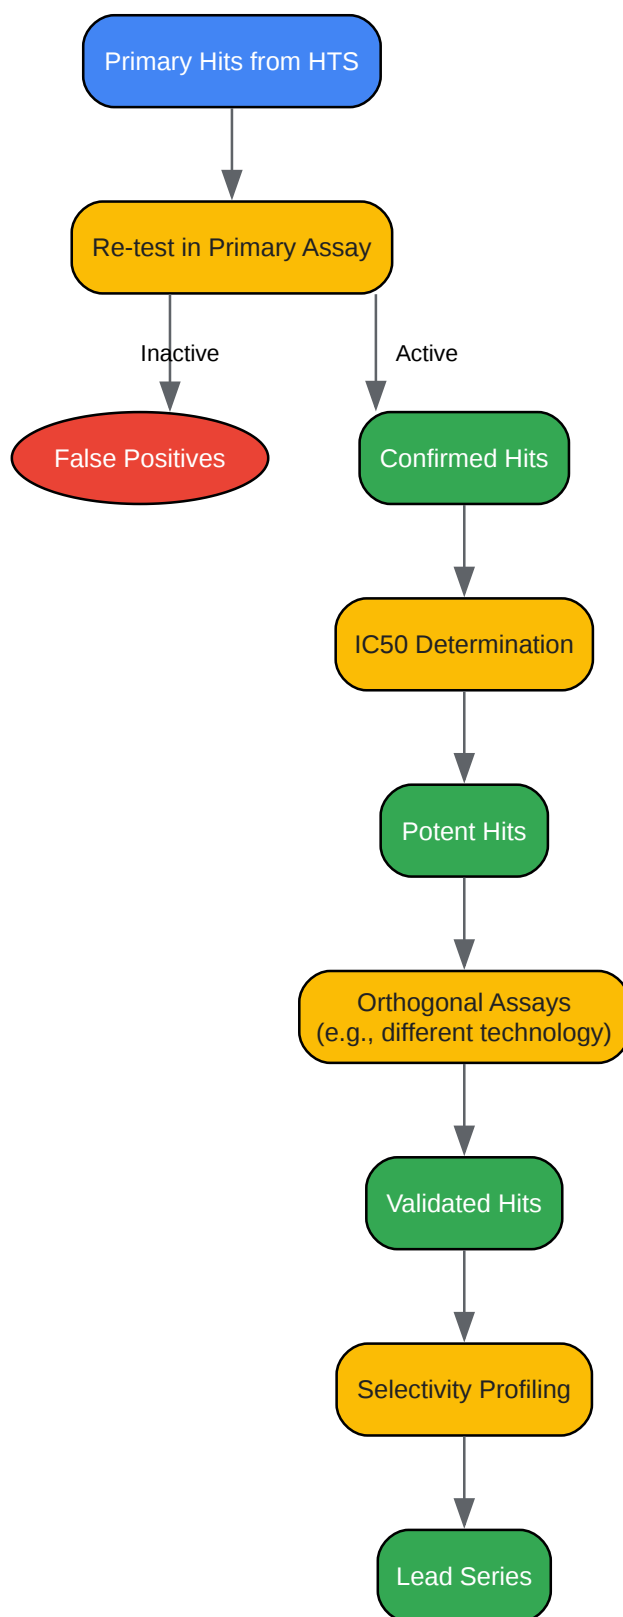 Primary Hits from HTS
Re-test in Primary Assay
Inactive
Active
False Positives
Confirmed Hits
IC50 Determination
Potent Hits
Orthogonal Assays
(e.g., different technology)
Validated Hits
Selectivity Profiling
Lead Series